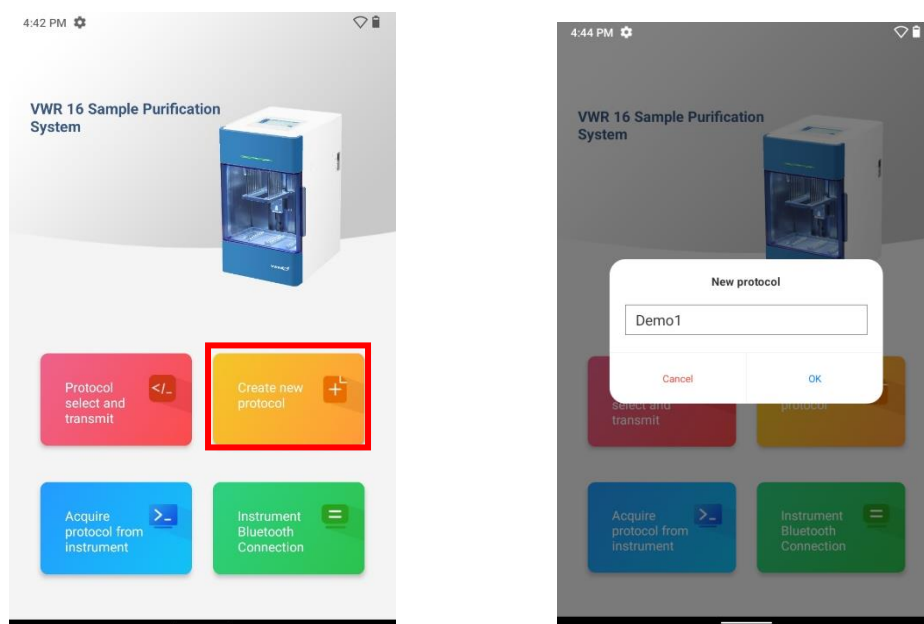 4:42 PM
VWR 16 Sample Purification
System
Protocol
select and
transmit
</_
Create new
protocol
Acquire
protocol from
instrument
>_
Instrument
Bluetooth
Connection
4:44 PM
VWR 16 Sample Purification
System
New protocol
Demo1
Cancel
OK
select and
transmit
protocol
Acquire
protocol from
instrument
>_
Instrument
Bluetooth
Connection